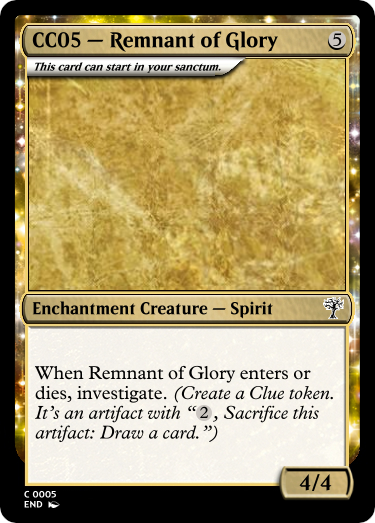 CC05 — Remnant of Glory 5
This card can start in your sanctum.
Enchantment Creature — Spirit
When Remnant of Glory enters or
dies, investigate. (Create a Clue token.
It's an artifact with “2, Sacrifice this
artifact: Draw a card.”)
4/4
C 0005
END